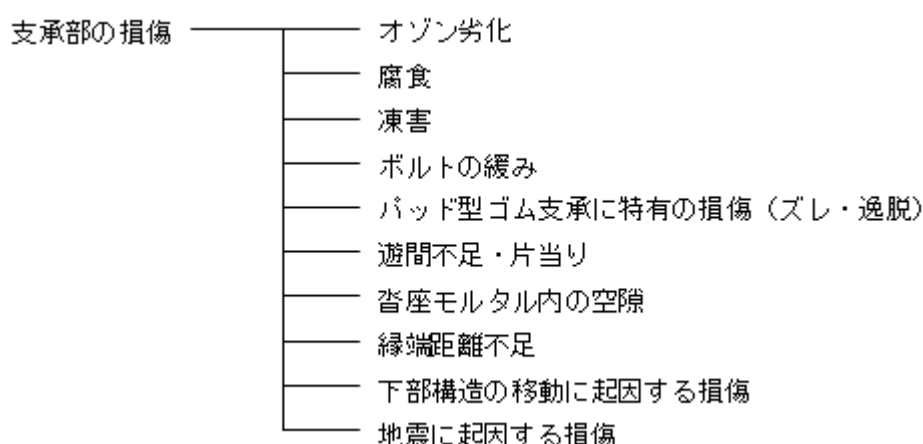 支承部の損傷
オゾン劣化
腐食
凍害
ボルトの緩み
パッド型ゴム支承に特有の損傷（ズレ・逸脱）
遊間不足・片当り
沓座モルタル内の空隙
縁端距離不足
下部構造の移動に起因する損傷
地震に起因する損傷